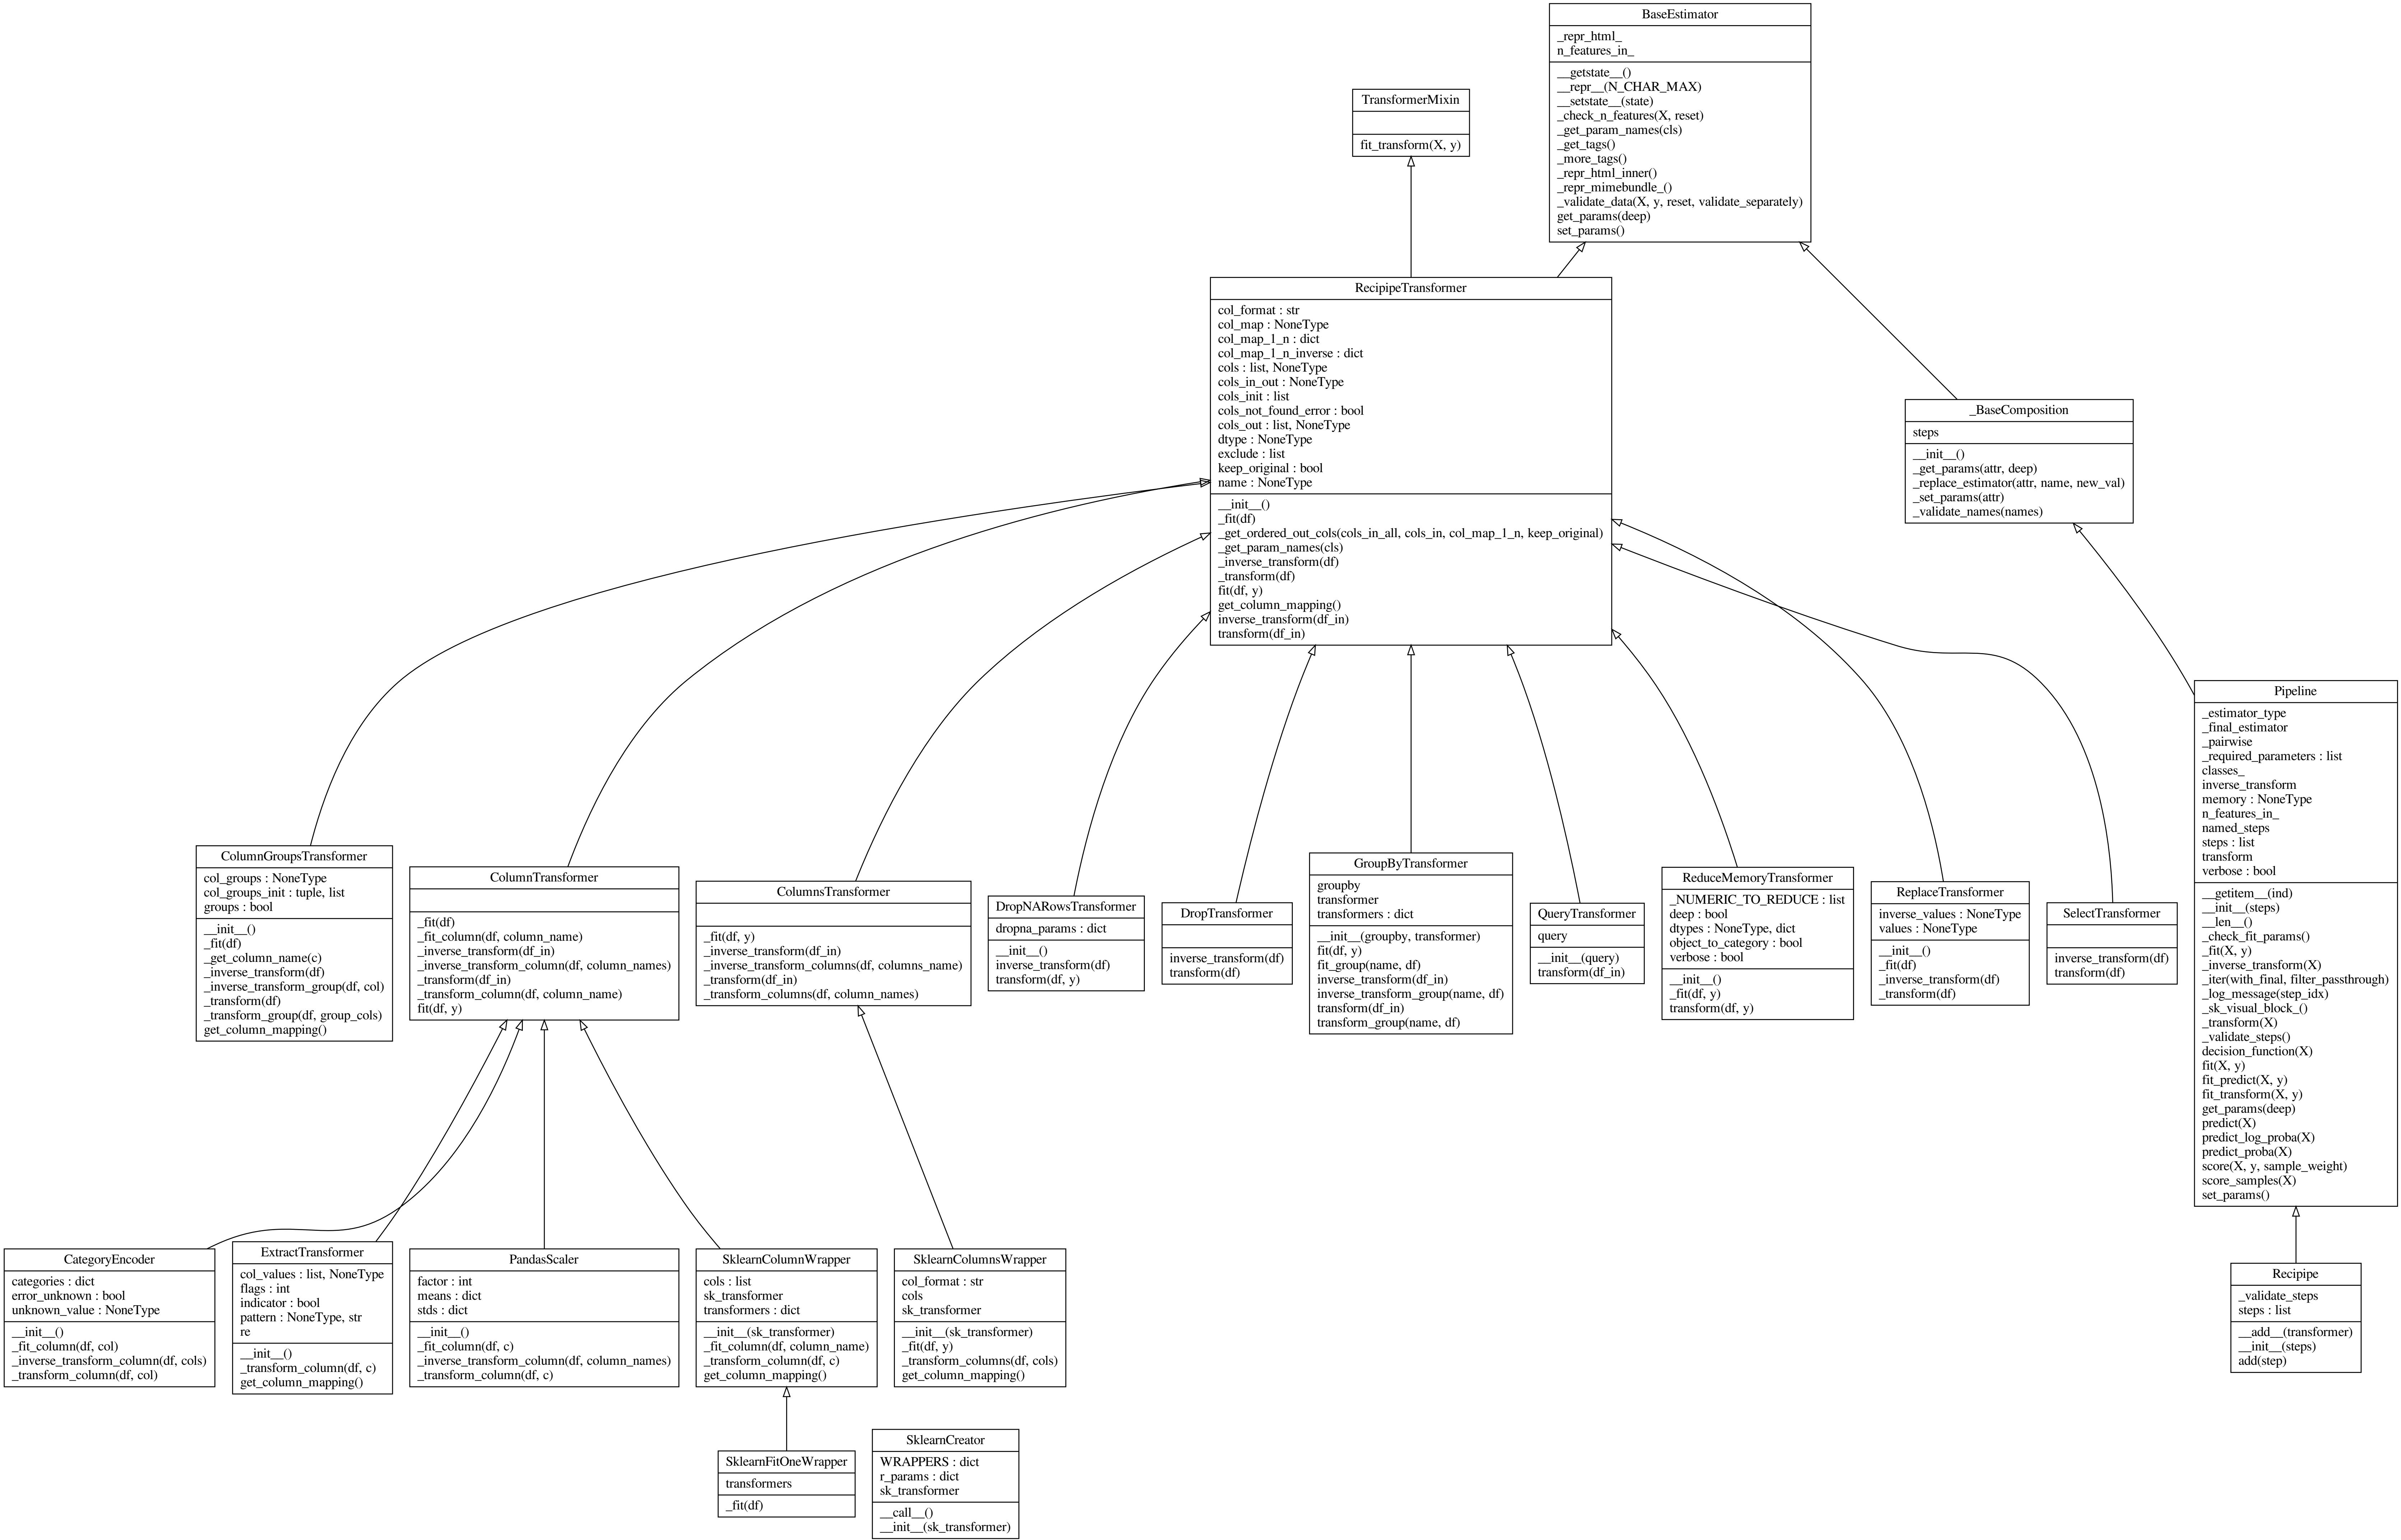 BaseEstimator
_repr_html_
n_features_in_
__getstate__()
__repr__(N_CHAR_MAX)
__setstate__(state)
_check_n_features(X, reset)
_get_param_names(cls)
_get_tags()
_more_tags()
_repr_html_inner()
_repr_mimebundle_()
_validate_data(X, y, reset, validate_separately)
get_params(deep)
set_params()
TransformerMixin
fit_transform(X, y)
RecipipeTransformer
col_format : str
col_map : NoneType
col_map_1_n : dict
col_map_1_n_inverse : dict
cols : list, NoneType
cols_in_out : NoneType
cols_init : list
cols_not_found_error : bool
cols_out : list, NoneType
dtype : NoneType
exclude : list
keep_original : bool
name : NoneType
__init__()
_fit(df)
_get_ordered_out_cols(cols_in_all, cols_in, col_map_1_n, keep_original)
_get_param_names(cls)
_inverse_transform(df)
_transform(df)
fit(df, y)
get_column_mapping()
inverse_transform(df_in)
transform(df_in)
_BaseComposition
steps
__init__()
_get_params(attr, deep)
_replace_estimator(attr, name, new_val)
_set_params(attr)
_validate_names(names)
Pipeline
_estimator_type
_final_estimator
_pairwise
_required_parameters : list
classes_
inverse_transform
memory : NoneType
n_features_in_
named_steps
steps : list
transform
verbose : bool
__getitem__(ind)
__init__(steps)
__len__()
_check_fit_params()
_fit(X, y)
_inverse_transform(X)
_iter(with_final, filter_passthrough)
_log_message(step_idx)
_sk_visual_block_()
_transform(X)
_validate_steps()
decision_function(X)
fit(X, y)
fit_predict(X, y)
fit_transform(X, y)
get_params(deep)
predict(X)
predict_log_proba(X)
predict_proba(X)
score(X, y, sample_weight)
score_samples(X)
set_params()
ColumnGroupsTransformer
col_groups : NoneType
col_groups_init : tuple, list
groups : bool
__init__()
_fit(df)
_get_column_name(c)
_inverse_transform(df)
_inverse_transform_group(df, col)
_transform(df)
_transform_group(df, group_cols)
get_column_mapping()
ColumnTransformer
_fit(df)
_fit_column(df, column_name)
_inverse_transform(df_in)
_inverse_transform_column(df, column_names)
_transform(df_in)
_transform_column(df, column_name)
fit(df, y)
ColumnsTransformer
_fit(df, y)
_inverse_transform(df_in)
_inverse_transform_columns(df, columns_name)
_transform(df_in)
_transform_columns(df, column_names)
DropNARowsTransformer
dropna_params : dict
__init__()
inverse_transform(df)
transform(df, y)
DropTransformer
inverse_transform(df)
transform(df)
GroupByTransformer
groupby
transformer
transformers : dict
__init__(groupby, transformer)
fit(df, y)
fit_group(name, df)
inverse_transform(df_in)
inverse_transform_group(name, df)
transform(df_in)
transform_group(name, df)
QueryTransformer
query
__init__(query)
transform(df_in)
ReduceMemoryTransformer
_NUMERIC_TO_REDUCE : list
deep : bool
dtypes : NoneType, dict
object_to_category : bool
verbose : bool
__init__()
_fit(df, y)
transform(df, y)
ReplaceTransformer
inverse_values : NoneType
values : NoneType
__init__()
_fit(df)
_inverse_transform(df)
_transform(df)
SelectTransformer
inverse_transform(df)
transform(df)
CategoryEncoder
categories : dict
error_unknown : bool
unknown_value : NoneType
__init__()
_fit_column(df, col)
_inverse_transform_column(df, cols)
_transform_column(df, col)
ExtractTransformer
col_values : list, NoneType
flags : int
indicator : bool
pattern : NoneType, str
re
__init__()
_transform_column(df, c)
get_column_mapping()
PandasScaler
factor : int
means : dict
stds : dict
__init__()
_fit_column(df, c)
_inverse_transform_column(df, column_names)
_transform_column(df, c)
SklearnColumnWrapper
cols : list
sk_transformer
transformers : dict
__init__(sk_transformer)
_fit_column(df, column_name)
_transform_column(df, c)
get_column_mapping()
SklearnColumnsWrapper
col_format : str
cols
sk_transformer
__init__(sk_transformer)
_fit(df, y)
_transform_columns(df, cols)
get_column_mapping()
Recipipe
_validate_steps
steps : list
__add__(transformer)
__init__(steps)
add(step)
SklearnFitOneWrapper
transformers
_fit(df)
SklearnCreator
WRAPPERS : dict
r_params : dict
sk_transformer
__call__()
__init__(sk_transformer)